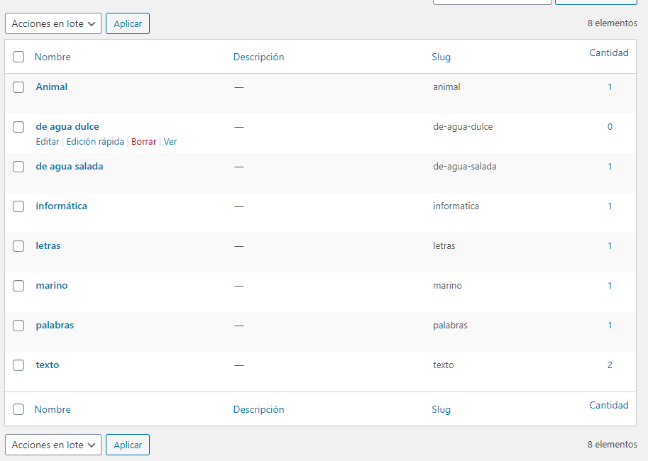 Acciones en lote Aplicar 8 elementos
Nombre Descripción Slug Cantidad
Animal — animal 1
de agua dulce — de-agua-dulce 0
Editar | Edición rápida | Borrar | Ver
de agua salada — de-agua-salada 1
informática — informatica 1
letras — letras 1
marino — marino 1
palabras — palabras 1
texto — texto 2
Nombre Descripción Slug Cantidad
Acciones en lote Aplicar 8 elementos